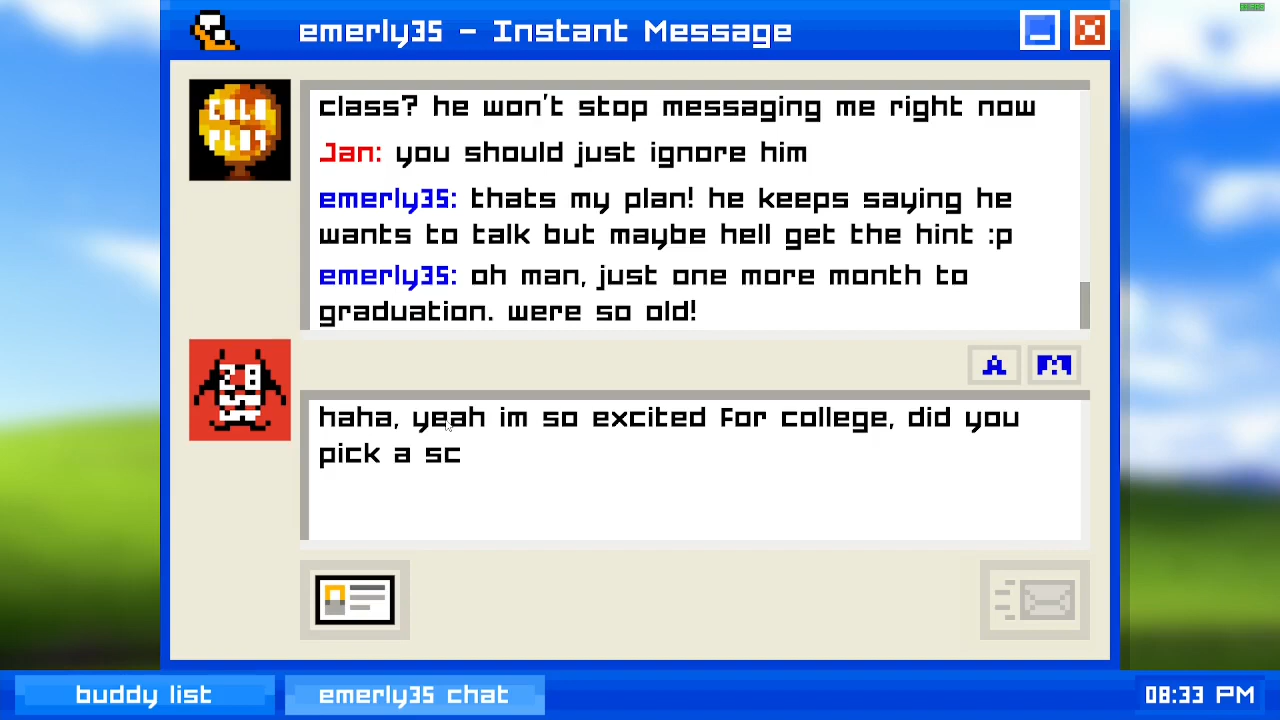 emerly35 - Instant Message
COLD
PLAY
class? he won't stop messaging me right now
Jan: you should just ignore him
emerly35: thats my plan! he keeps saying he
wants to talk but maybe hell get the hint :p
emerly35: oh man, just one more month to
graduation. were so old!
A
haha, yeah im so excited for college, did you
pick a sc
buddy list
emerly35 chat
08:33 PM